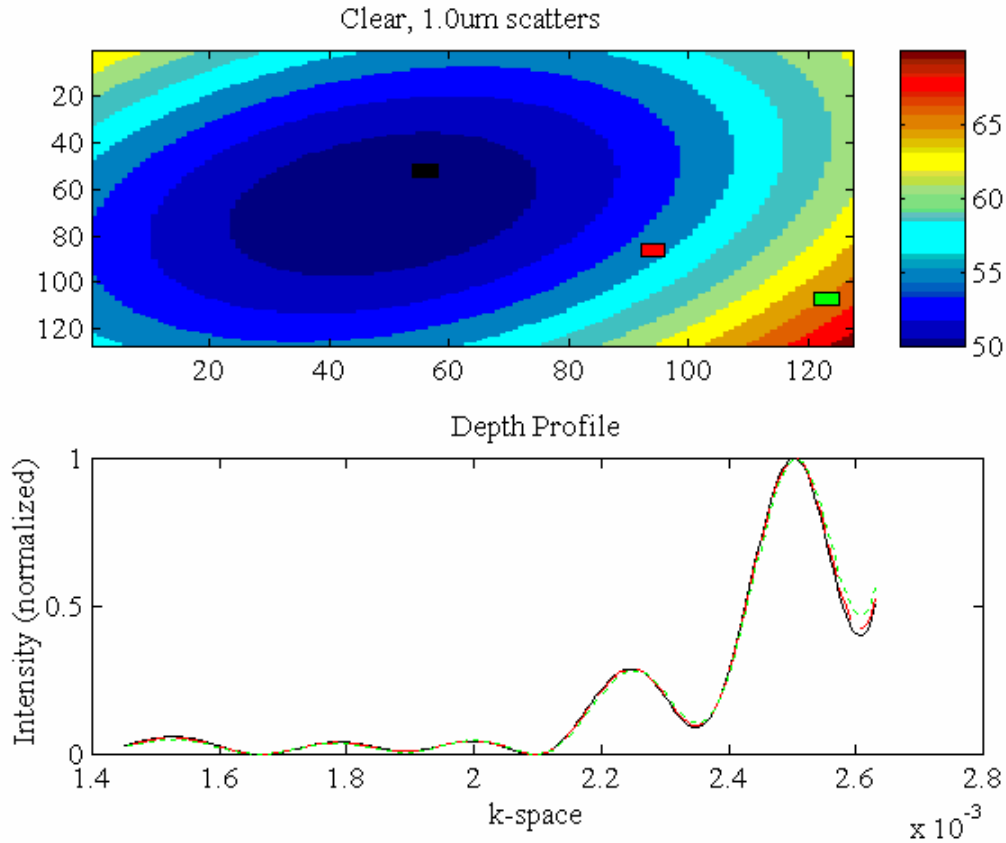 Clear, 1.0um scatters
20
40
60
80
100
120
20 40 60 80 100 120
65
60
55
50
Depth Profile
Intensity (normalized)
1
0.5
0
1.4 1.6 1.8 2 2.2 2.4 2.6 2.8
k-space
x 10⁻³